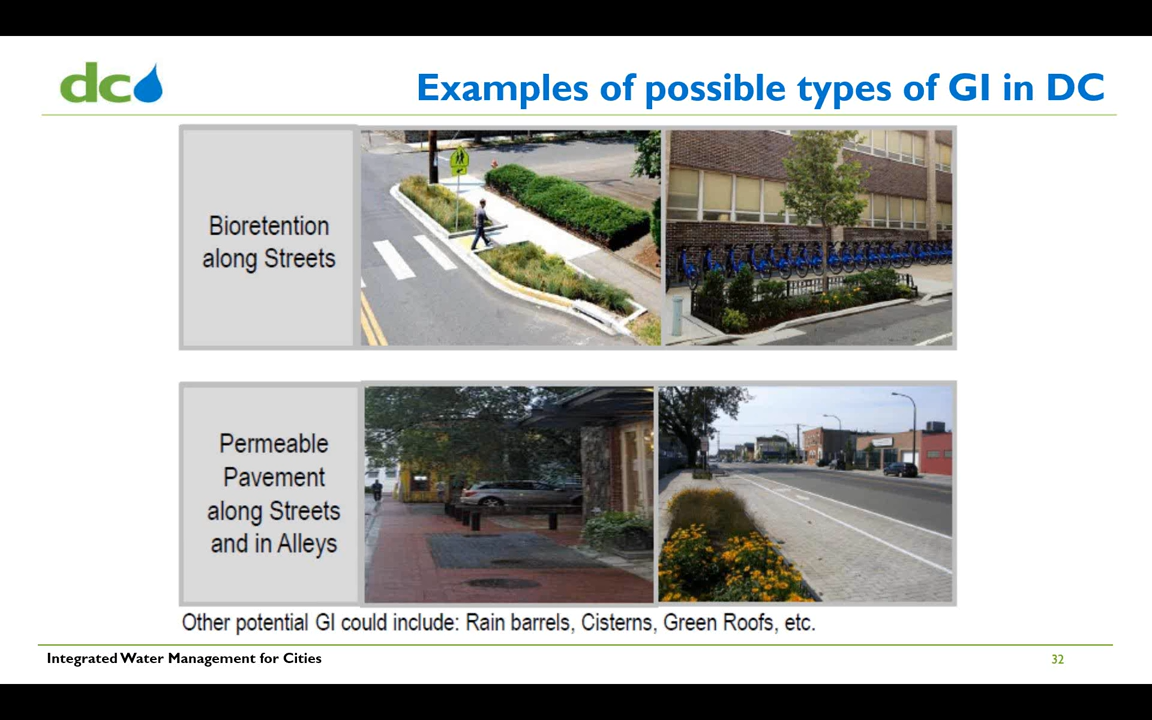 dc
Examples of possible types of GI in DC
Bioretention
along Streets
Permeable
Pavement
along Streets
and in Alleys
Other potential GI could include: Rain barrels, Cisterns, Green Roofs, etc.
Integrated Water Management for Cities
32